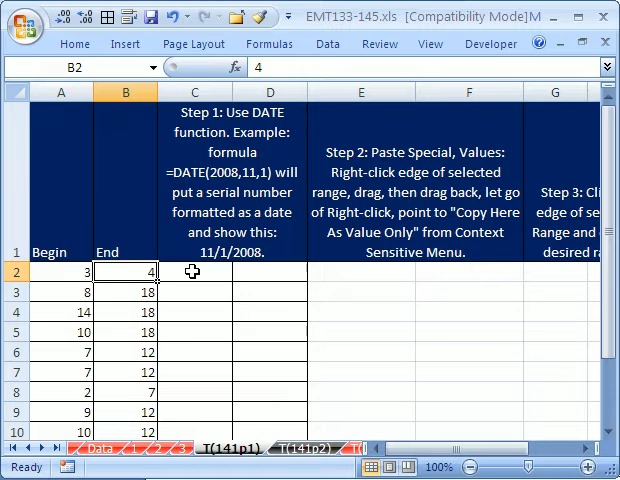 EMT133-145.xls [Compatibility Mode] M
Home Insert Page Layout Formulas Data Review View Developer
B2 fx 4
A B C D E F G
1 Begin End
Step 1: Use DATE
function. Example:
formula
=DATE(2008,11,1) will
put a serial number
formatted as a date
and show this:
11/1/2008.
Step 2: Paste Special, Values:
Right-click edge of selected
range, drag, then drag back, let go
of Right-click, point to "Copy Here
As Value Only" from Context
Sensitive Menu.
Step 3: Cli
edge of se
Range and
desired ra
2 3 4
3 8 18
4 14 18
5 10 18
6 7 12
7 7 12
8 2 7
9 9 12
10 10 12
Data 1 2 3 T(141p1) T(141p2) T(1
Ready 100%